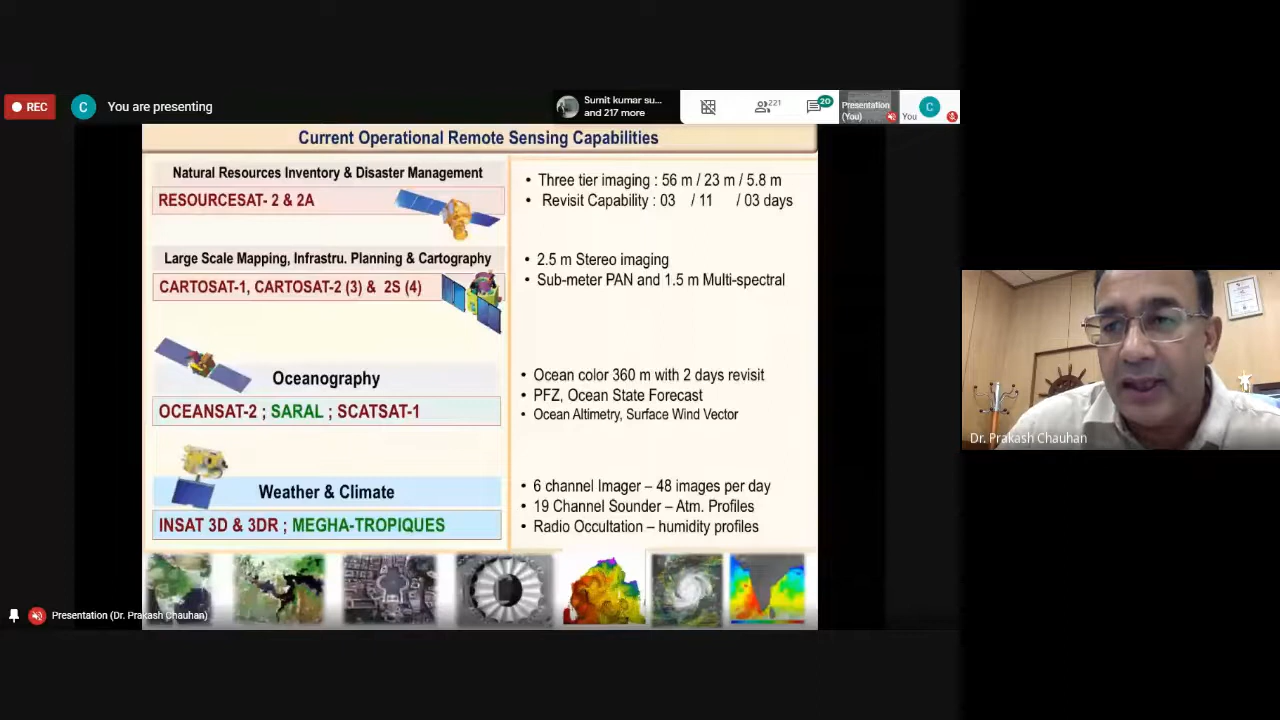 REC
C
You are presenting
Sumit kumar su...
and 217 more
221
20
Presentation
(You)
You
C
Current Operational Remote Sensing Capabilities
Natural Resources Inventory & Disaster Management
RESOURCESAT- 2 & 2A
• Three tier imaging : 56 m / 23 m / 5.8 m
• Revisit Capability : 03 / 11 / 03 days
Large Scale Mapping, Infrastru. Planning & Cartography
CARTOSAT-1, CARTOSAT-2 (3) & 2S (4)
• 2.5 m Stereo imaging
• Sub-meter PAN and 1.5 m Multi-spectral
Oceanography
OCEANSAT-2 ; SARAL ; SCATSAT-1
• Ocean color 360 m with 2 days revisit
• PFZ, Ocean State Forecast
• Ocean Altimetry, Surface Wind Vector
Weather & Climate
INSAT 3D & 3DR ; MEGHA-TROPIQUES
• 6 channel Imager – 48 images per day
• 19 Channel Sounder – Atm. Profiles
• Radio Occultation – humidity profiles
Presentation (Dr. Prakash Chauhan)
Dr. Prakash Chauhan